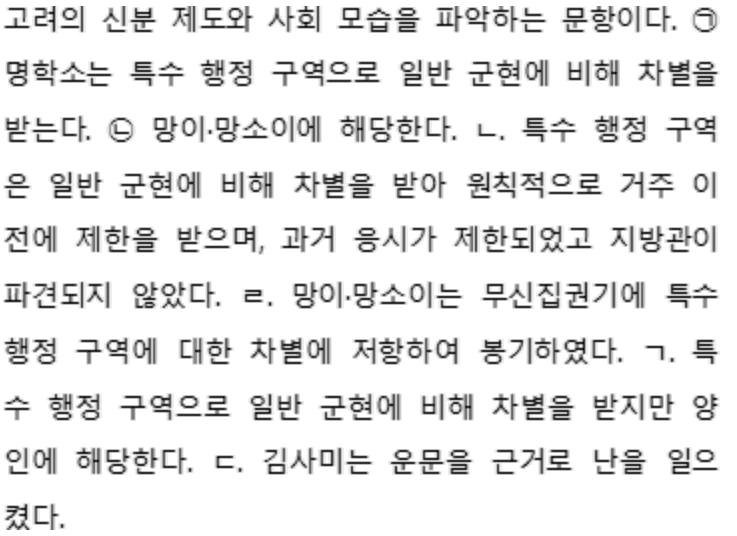 고려의 신분 제도와 사회 모습을 파악하는 문항이다. ㉠
명학소는 특수 행정 구역으로 일반 군현에 비해 차별을
받는다. ㉡ 망이·망소이에 해당한다. ㄴ. 특수 행정 구역
은 일반 군현에 비해 차별을 받아 원칙적으로 거주 이
전에 제한을 받으며, 과거 응시가 제한되었고 지방관이
파견되지 않았다. ㄹ. 망이·망소이는 무신집권기에 특수
행정 구역에 대한 차별에 저항하여 봉기하였다. ㄱ. 특
수 행정 구역으로 일반 군현에 비해 차별을 받지만 양
인에 해당한다. ㄷ. 김사미는 운문을 근거로 난을 일으
켰다.